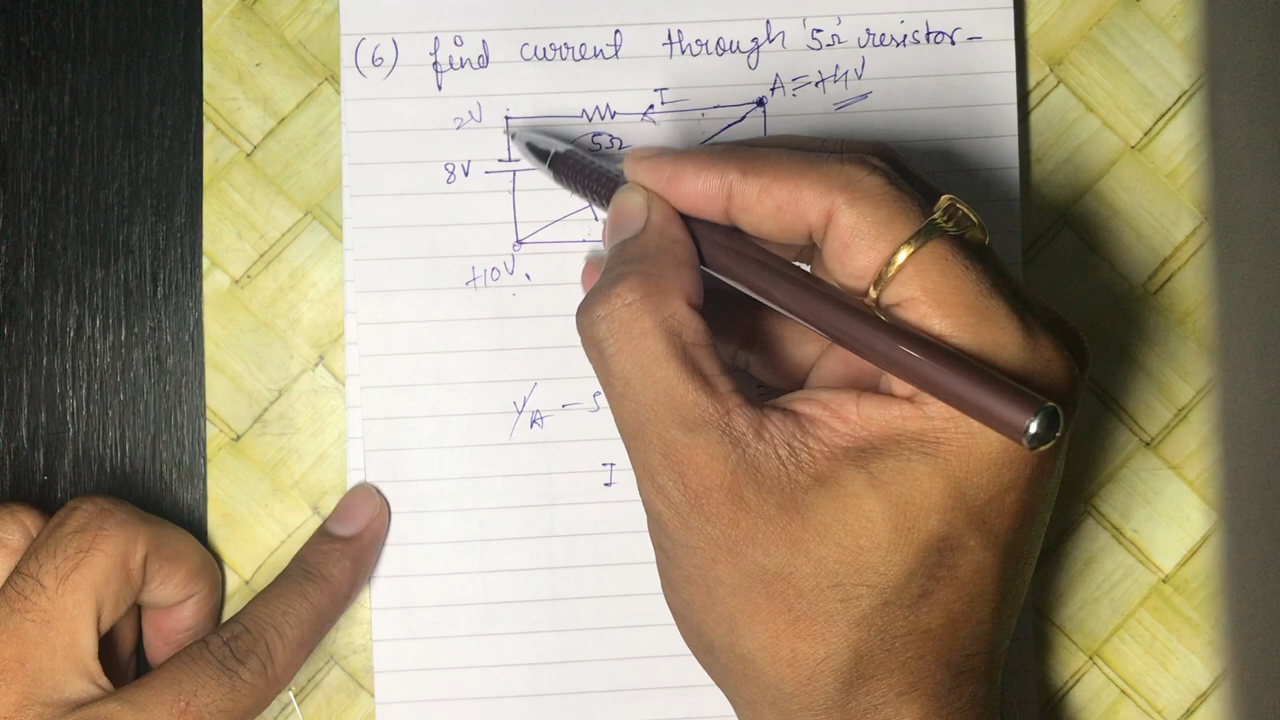 (6) find current through '5Ω' resistor-
A = +4V
I
2V
5Ω
8V
+10V.
V_A - 5
I